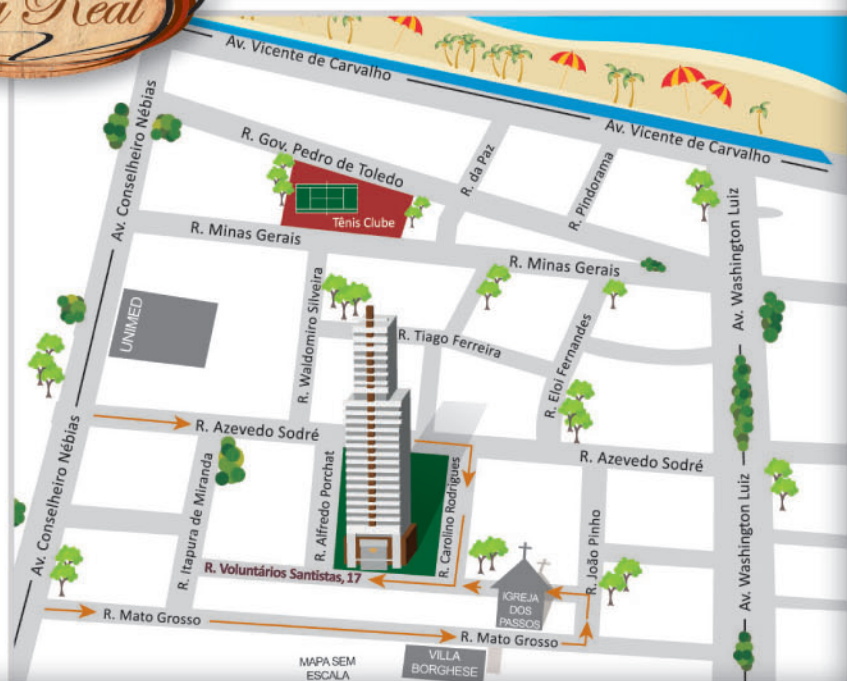 Real
Av. Vicente de Carvalho
Av. Vicente de Carvalho
Av. Conselheiro Nébias
R. Gov. Pedro de Toledo
R. da Paz
R. Pindorama
Tênis Clube
R. Minas Gerais
R. Minas Gerais
Av. Washington Luiz
UNIMED
R. Waldomiro Silveira
R. Tiago Ferreira
R. Eloi Fernandes
R. Azevedo Sodré
R. Azevedo Sodré
Av. Conselheiro Nébias
R. Itapura de Miranda
R. Alfredo Porchat
R. Carolino Rodrigues
R. João Pinho
Av. Washington Luiz
R. Voluntários Santistas, 17
IGREJA
DOS
PASSOS
R. Mato Grosso
R. Mato Grosso
MAPA SEM
ESCALA
VILLA
BORGHESE